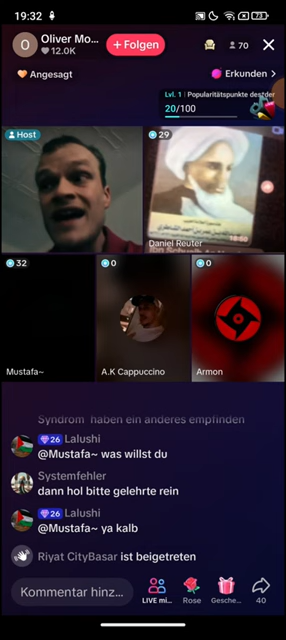 19:32
73
O
Oliver Mo...
12.0K
+ Folgen
70
Angesagt
Erkunden >
Lvl. 1 | Popularitätspunkte des
20/100
Host
29
Daniel Reuter
32
0
0
Mustafa~
A.K Cappuccino
Armon
Syndrom haben ein anderes empfinden
26 Lalushi
@Mustafa~ was willst du
Systemfehler
dann hol bitte gelehrte rein
26 Lalushi
@Mustafa~ ya kalb
Riyat CityBasar ist beigetreten
Kommentar hinz...
LIVE mi...
Rose
Gesche...
40